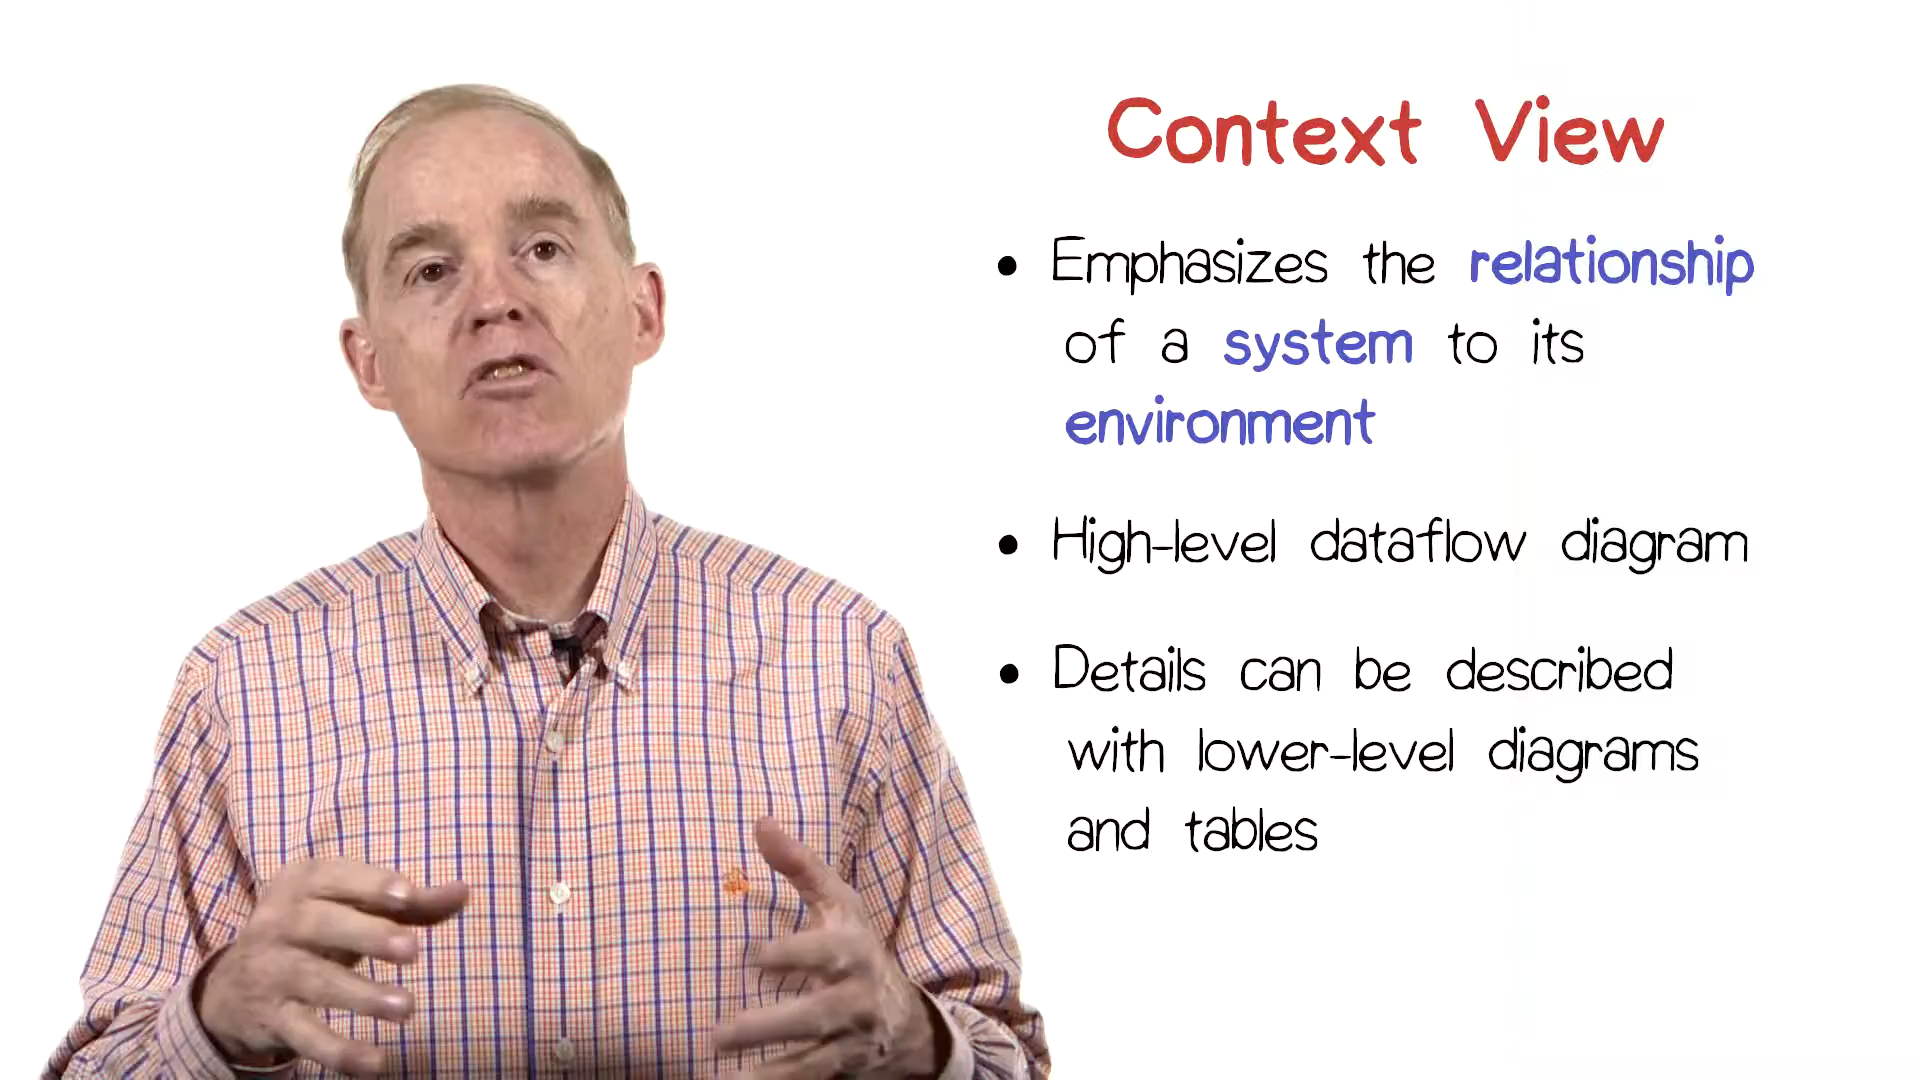 Context View
• Emphasizes the relationship
of a system to its
environment
• High-level dataflow diagram
• Details can be described
with lower-level diagrams
and tables